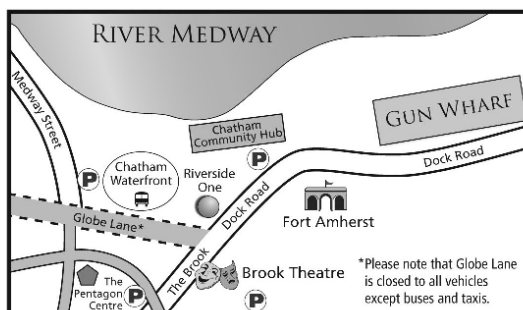 RIVER MEDWAY
Medway Street
GUN WHARF
Chatham
Community Hub
P
Dock Road
P
Chatham
Waterfront
Riverside
One
Dock Road
Fort Amherst
Globe Lane*
The Brook
Brook Theatre
*Please note that Globe Lane
is closed to all vehicles
except buses and taxis.
The
Pentagon
Centre
P
P